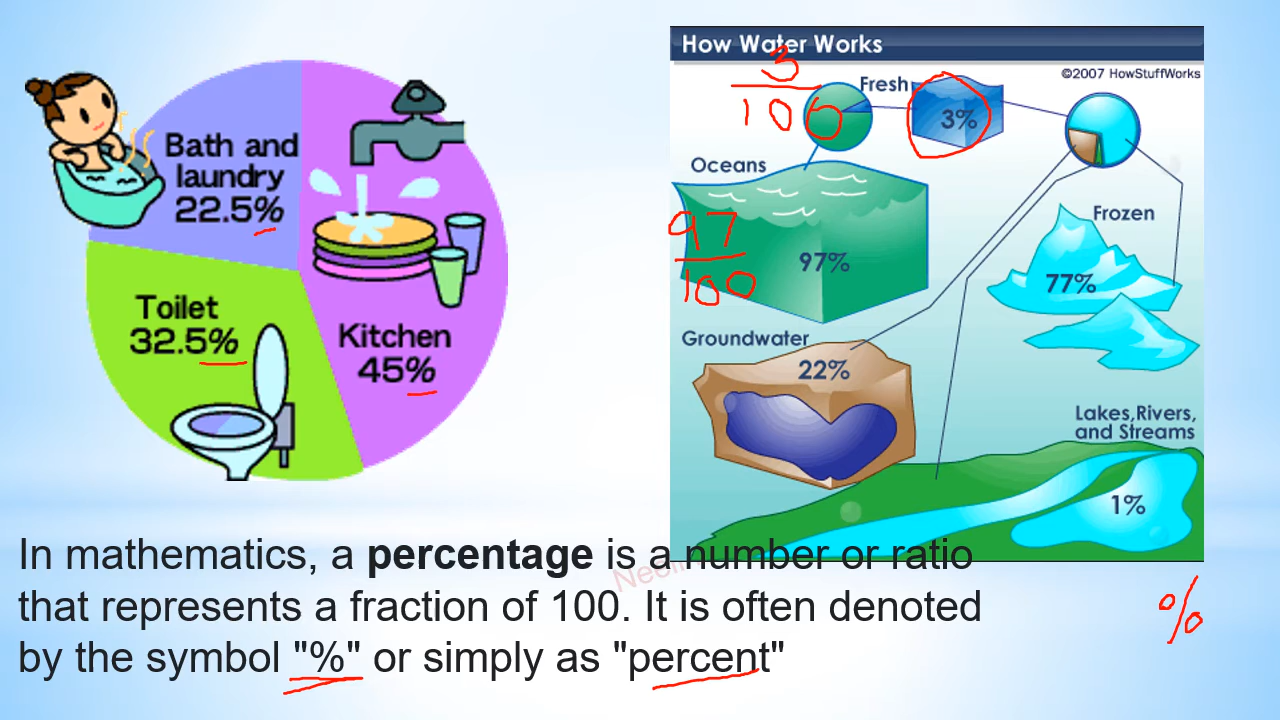 Bath and
laundry
22.5%
Toilet
32.5%
Kitchen
45%
How Water Works
©2007 HowStuffWorks
3
100
Fresh
3%
Oceans
97
100
97%
Frozen
77%
Groundwater
22%
Lakes, Rivers,
and Streams
1%
In mathematics, a percentage is a number or ratio
that represents a fraction of 100. It is often denoted
by the symbol "%" or simply as "percent"
%